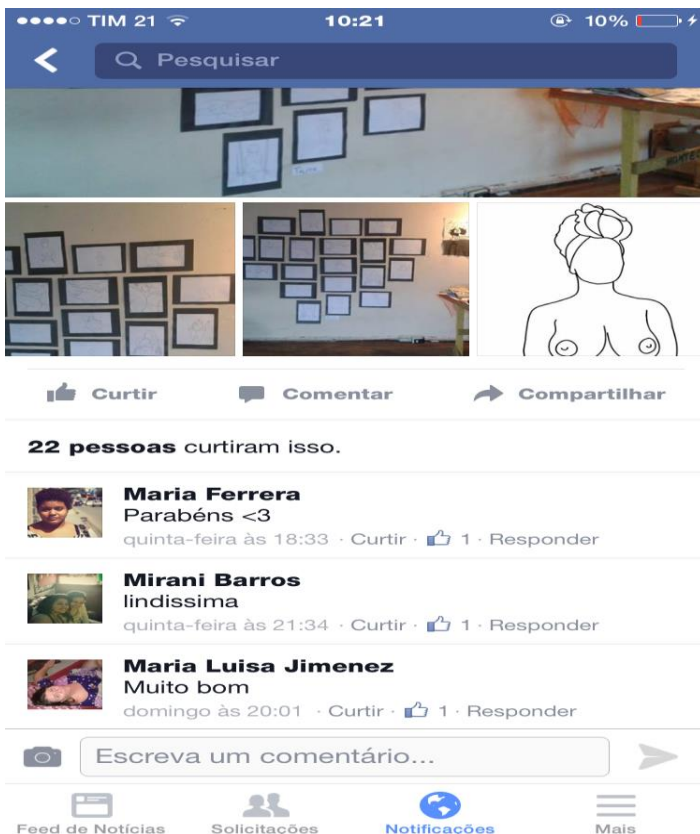 TIM 21 10:21 10%
Pesquisar
Curtir Comentar Compartilhar
22 pessoas curtiram isso.
Maria Ferrera
Parabéns <3
quinta-feira às 18:33 · Curtir · 1 · Responder
Mirani Barros
lindissima
quinta-feira às 21:34 · Curtir · 1 · Responder
Maria Luisa Jimenez
Muito bom
domingo às 20:01 · Curtir · 1 · Responder
Escreva um comentário...
Feed de Notícias Solicitações Notificações Mais